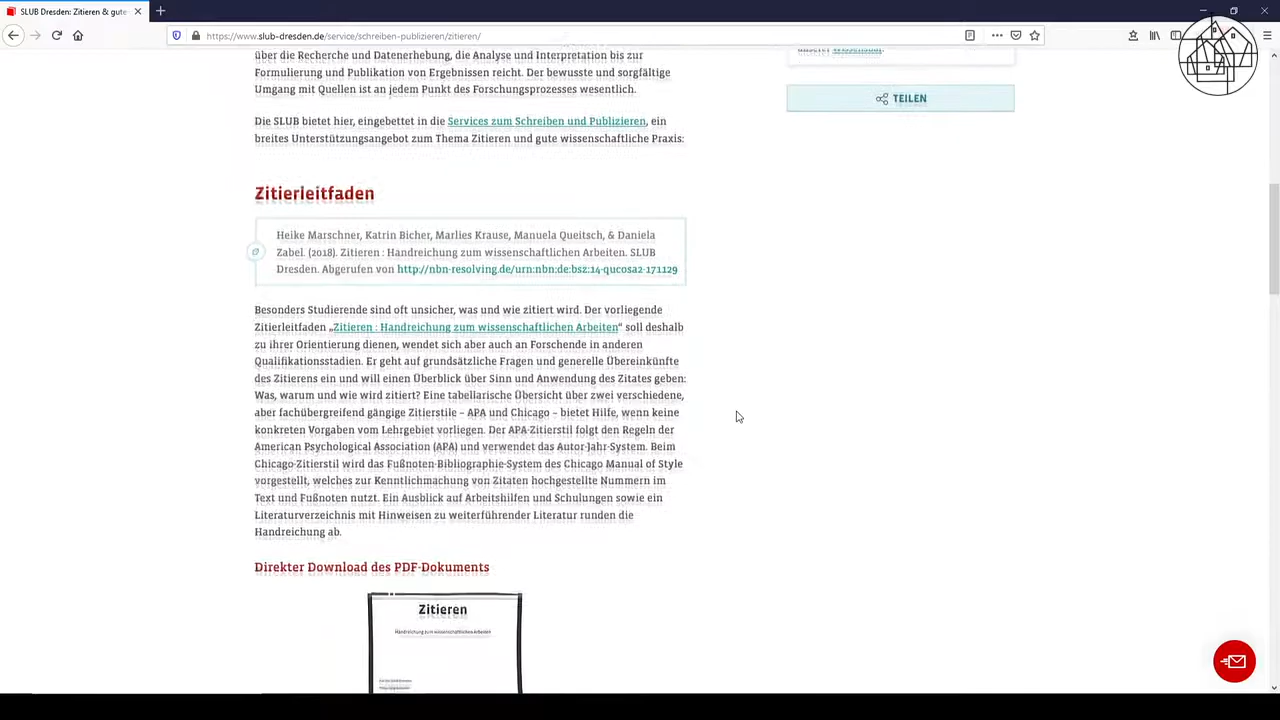 SLUB Dresden: Zitieren & gute
https://www.slub-dresden.de/service/schreiben-publizieren/zitieren/
über die Recherche und Datenerhebung, die Analyse und Interpretation bis zur
Formulierung und Publikation von Ergebnissen reicht. Der bewusste und sorgfältige
Umgang mit Quellen ist an jedem Punkt des Forschungsprozesses wesentlich.
Die SLUB bietet hier, eingebettet in die Services zum Schreiben und Publizieren, ein
breites Unterstützungsangebot zum Thema Zitieren und gute wissenschaftliche Praxis:
TEILEN
Zitierleitfaden
Heike Marschner, Katrin Bicher, Marlies Krause, Manuela Queitsch, & Daniela
Zabel. (2018). Zitieren : Handreichung zum wissenschaftlichen Arbeiten. SLUB
Dresden. Abgerufen von http://nbn-resolving.de/urn:nbn:de:bsz:14-qucosa2-171129
Besonders Studierende sind oft unsicher, was und wie zitiert wird. Der vorliegende
Zitierleitfaden „Zitieren : Handreichung zum wissenschaftlichen Arbeiten“ soll deshalb
zu ihrer Orientierung dienen, wendet sich aber auch an Forschende in anderen
Qualifikationsstadien. Er geht auf grundsätzliche Fragen und generelle Übereinkünfte
des Zitierens ein und will einen Überblick über Sinn und Anwendung des Zitates geben:
Was, warum und wie wird zitiert? Eine tabellarische Übersicht über zwei verschiedene,
aber fachübergreifend gängige Zitierstile – APA und Chicago – bietet Hilfe, wenn keine
konkreten Vorgaben vom Lehrgebiet vorliegen. Der APA-Zitierstil folgt den Regeln der
American Psychological Association (APA) und verwendet das Autor-Jahr-System. Beim
Chicago-Zitierstil wird das Fußnoten-Bibliographie-System des Chicago Manual of Style
vorgestellt, welches zur Kenntlichmachung von Zitaten hochgestellte Nummern im
Text und Fußnoten nutzt. Ein Ausblick auf Arbeitshilfen und Schulungen sowie ein
Literaturverzeichnis mit Hinweisen zu weiterführender Literatur runden die
Handreichung ab.
Direkter Download des PDF-Dokuments
Zitieren
Handreichung zum wissenschaftlichen Arbeiten